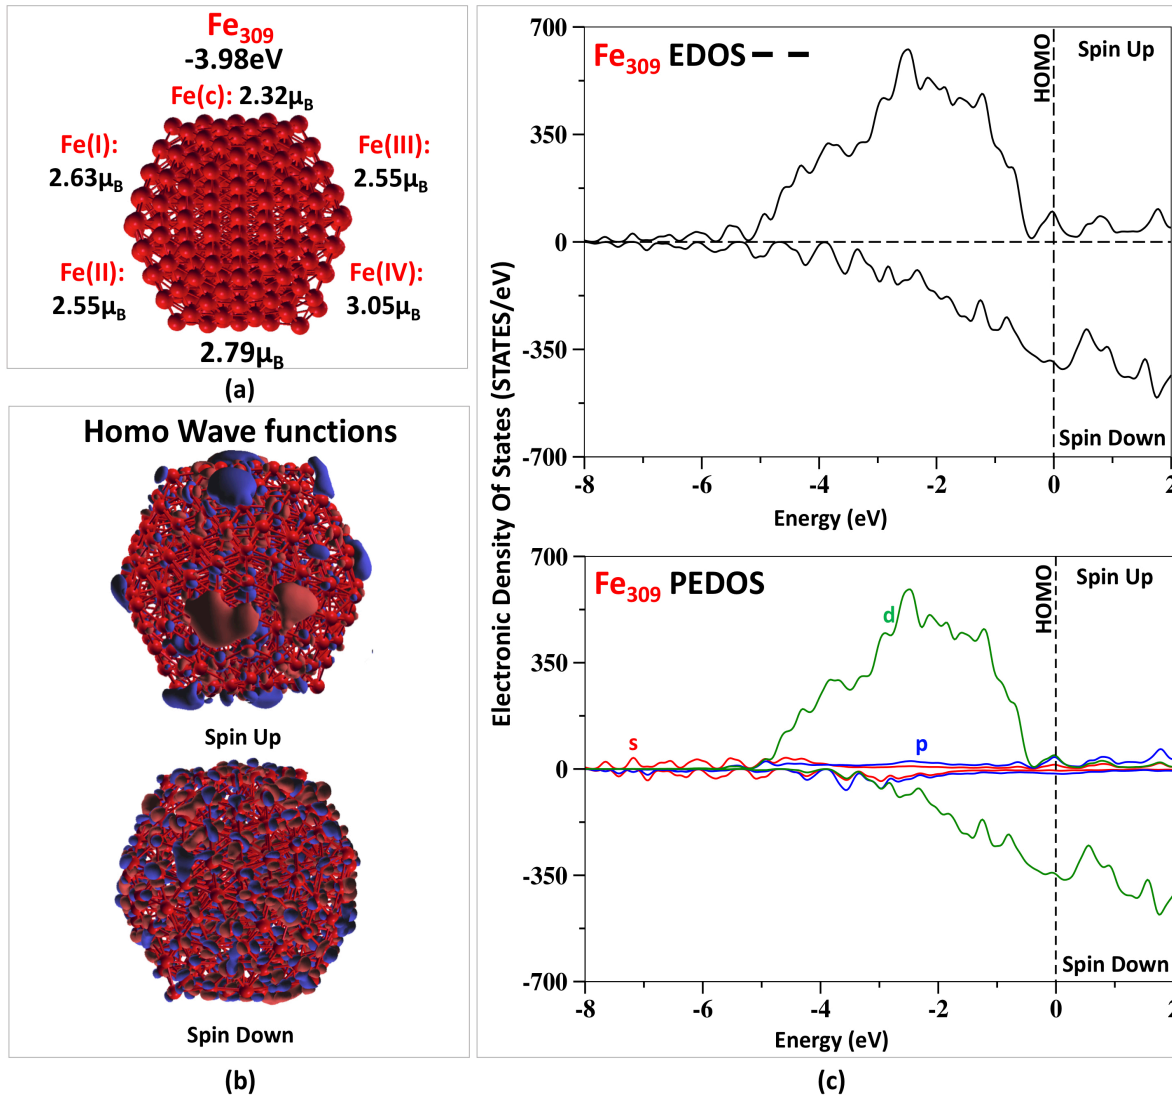 Fe309
-3.98eV
Fe(c): 2.32μB
Fe(I):
2.63μB
Fe(III):
2.55μB
Fe(II):
2.55μB
Fe(IV):
3.05μB
2.79μB
(a)
Homo Wave functions
Spin Up
Spin Down
(b)
Electronic Density Of States (STATES/eV)
Fe309 EDOS
HOMO
Spin Up
Spin Down
700
350
0
-350
-700
-8 -6 -4 -2 0 2
Energy (eV)
Fe309 PEDOS
HOMO
Spin Up
d
s
p
Spin Down
700
350
0
-350
-700
-8 -6 -4 -2 0 2
Energy (eV)
(c)